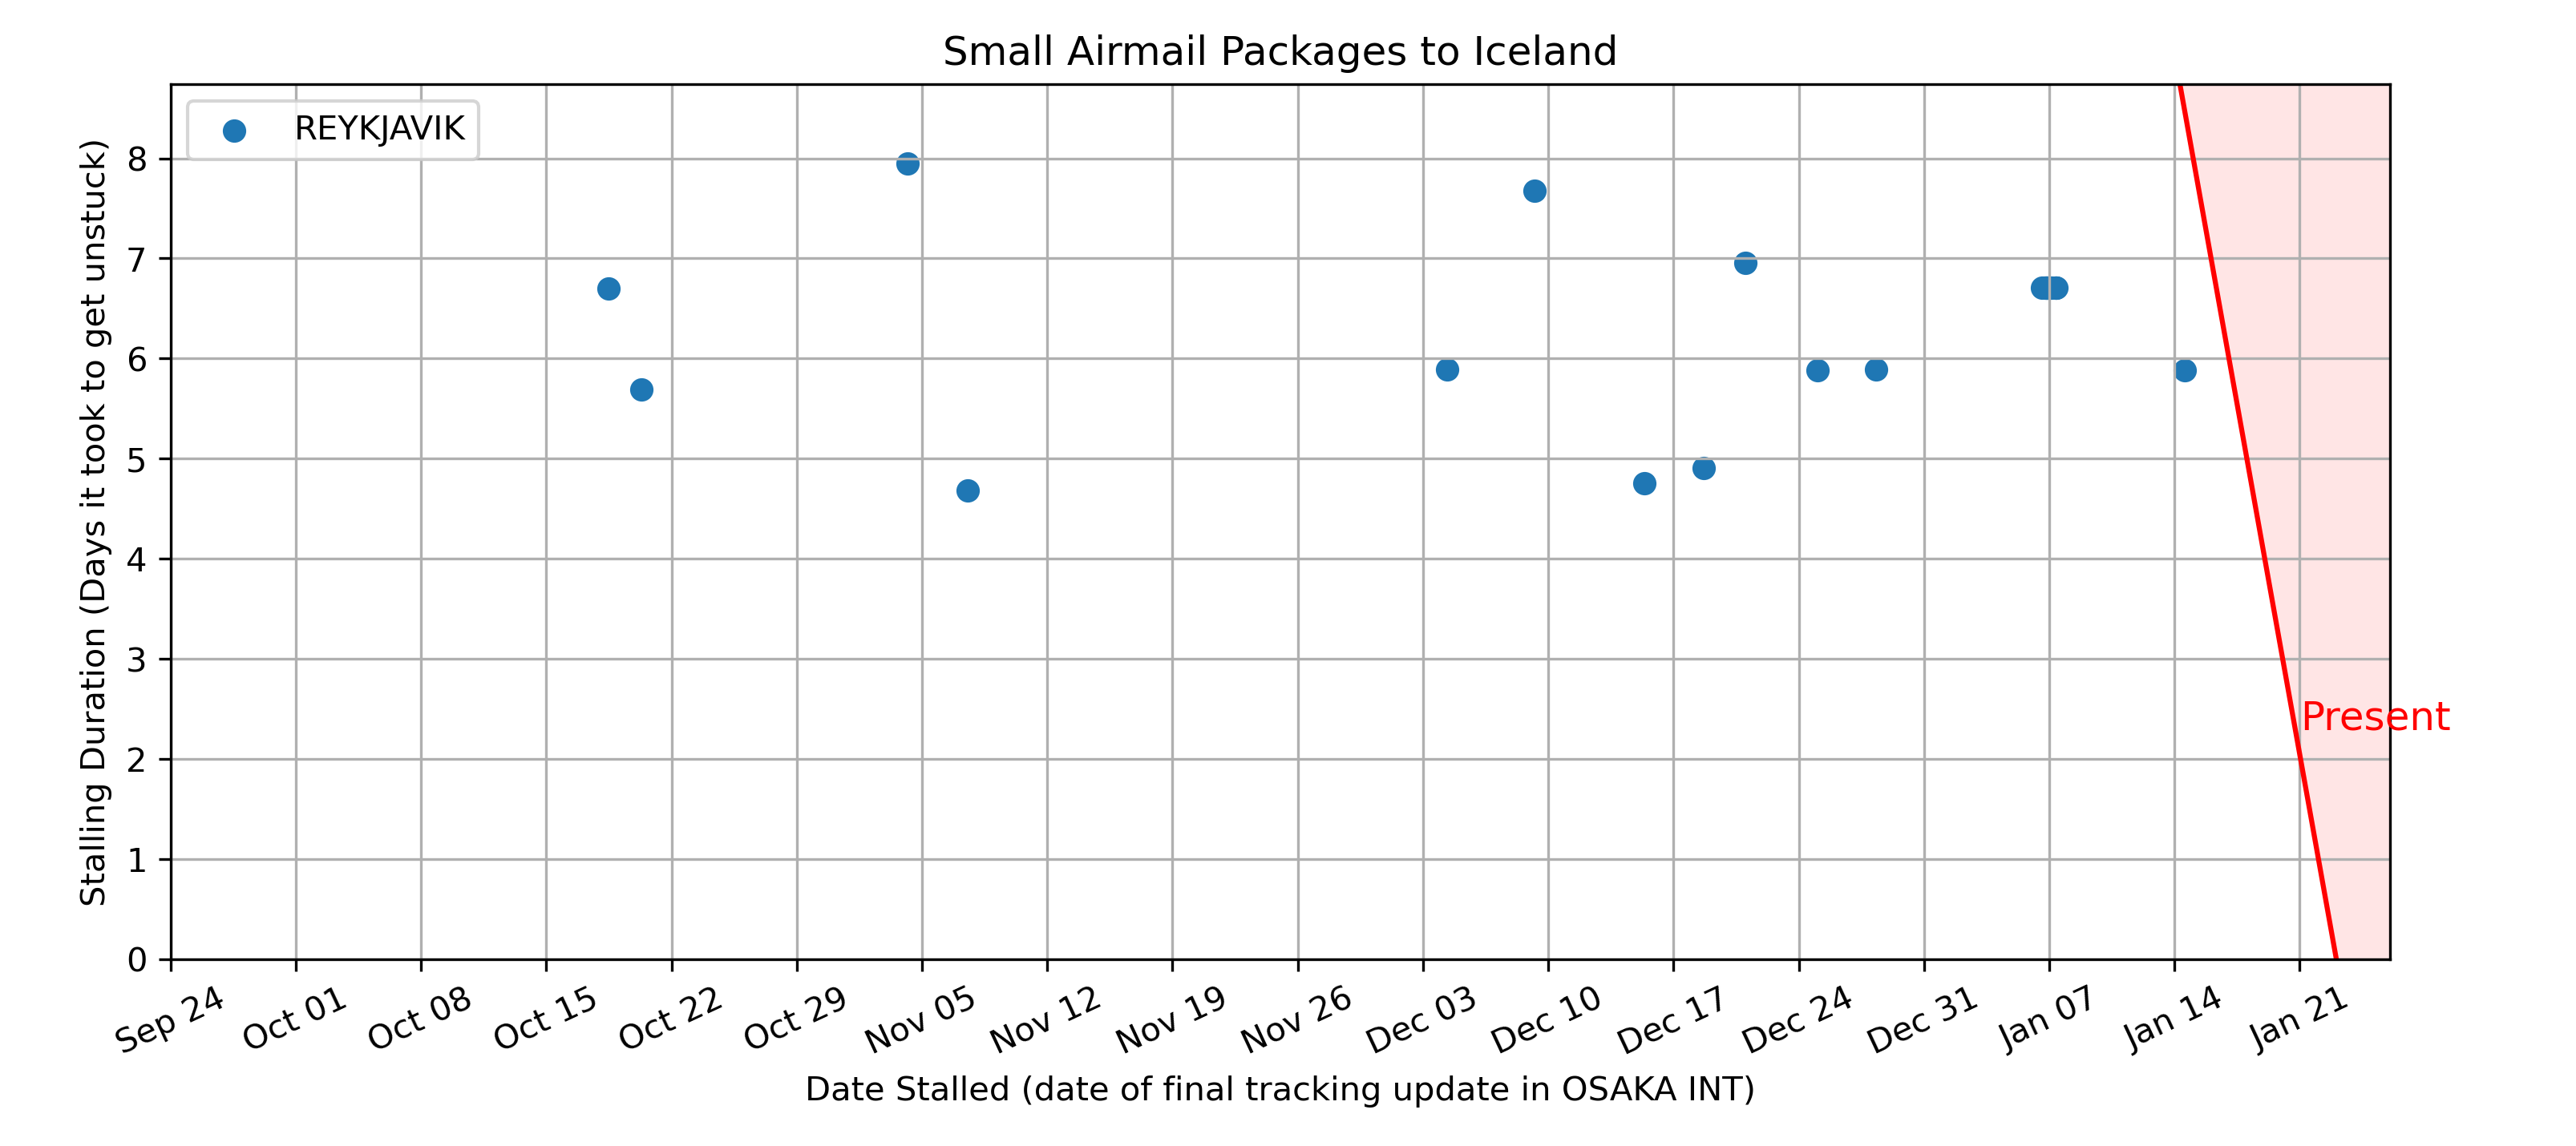 Small Airmail Packages to Iceland
REYKJAVIK
Stalling Duration (Days it took to get unstuck)
8
7
6
5
4
3
2
1
0
Present
Sep 24 Oct 01 Oct 08 Oct 15 Oct 22 Oct 29 Nov 05 Nov 12 Nov 19 Nov 26 Dec 03 Dec 10 Dec 17 Dec 24 Dec 31 Jan 07 Jan 14 Jan 21
Date Stalled (date of final tracking update in OSAKA INT)